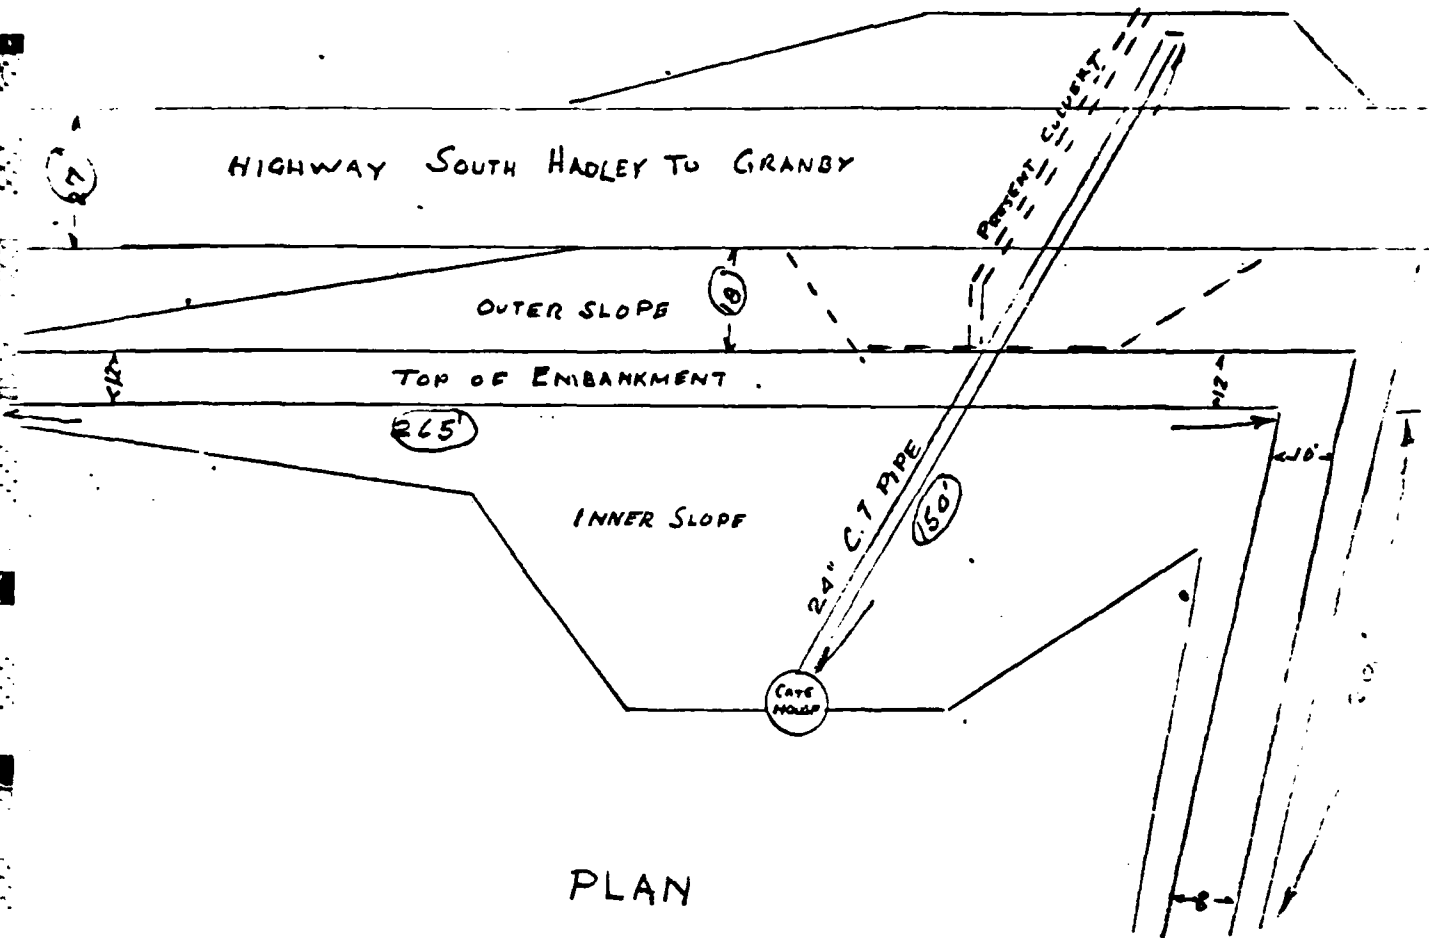 PRESENT CULVERT
27
HIGHWAY SOUTH HADLEY TO GRANBY
18
OUTER SLOPE
12
TOP OF EMBANKMENT
12
265'
10'
24" C.T PIPE
150'
INNER SLOPE
GATE
HOUSE
8
PLAN